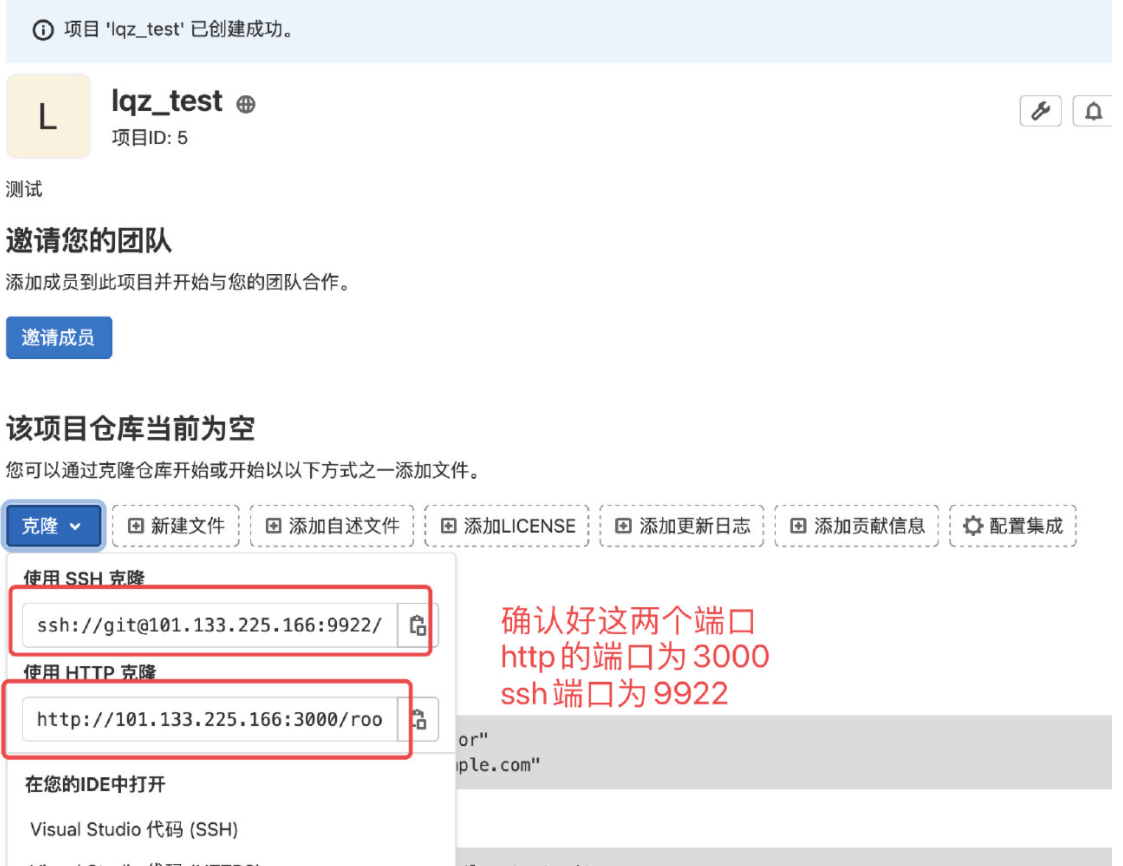 项目 'lqz_test' 已创建成功。
L
lqz_test
项目ID: 5
测试
邀请您的团队
添加成员到此项目并开始与您的团队合作。
邀请成员
该项目仓库当前为空
您可以通过克隆仓库开始或开始以以下方式之一添加文件。
克隆 新建文件 添加自述文件 添加LICENSE 添加更新日志 添加贡献信息 配置集成
使用 SSH 克隆
ssh://git@101.133.225.166:9922/
使用 HTTP 克隆
http://101.133.225.166:3000/roo
确认好这两个端口
http的端口为3000
ssh端口为9922
or"
ple.com"
在您的IDE中打开
Visual Studio 代码 (SSH)